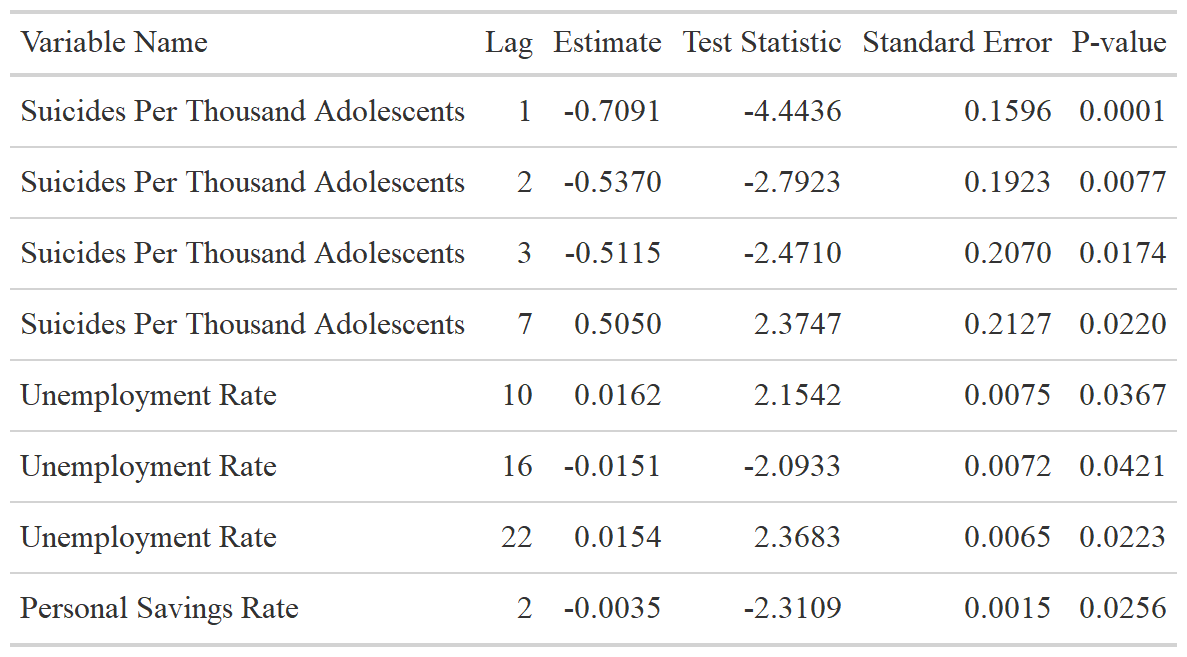 Variable Name Lag Estimate Test Statistic Standard Error P-value
Suicides Per Thousand Adolescents 1 -0.7091 -4.4436 0.1596 0.0001
Suicides Per Thousand Adolescents 2 -0.5370 -2.7923 0.1923 0.0077
Suicides Per Thousand Adolescents 3 -0.5115 -2.4710 0.2070 0.0174
Suicides Per Thousand Adolescents 7 0.5050 2.3747 0.2127 0.0220
Unemployment Rate 10 0.0162 2.1542 0.0075 0.0367
Unemployment Rate 16 -0.0151 -2.0933 0.0072 0.0421
Unemployment Rate 22 0.0154 2.3683 0.0065 0.0223
Personal Savings Rate 2 -0.0035 -2.3109 0.0015 0.0256